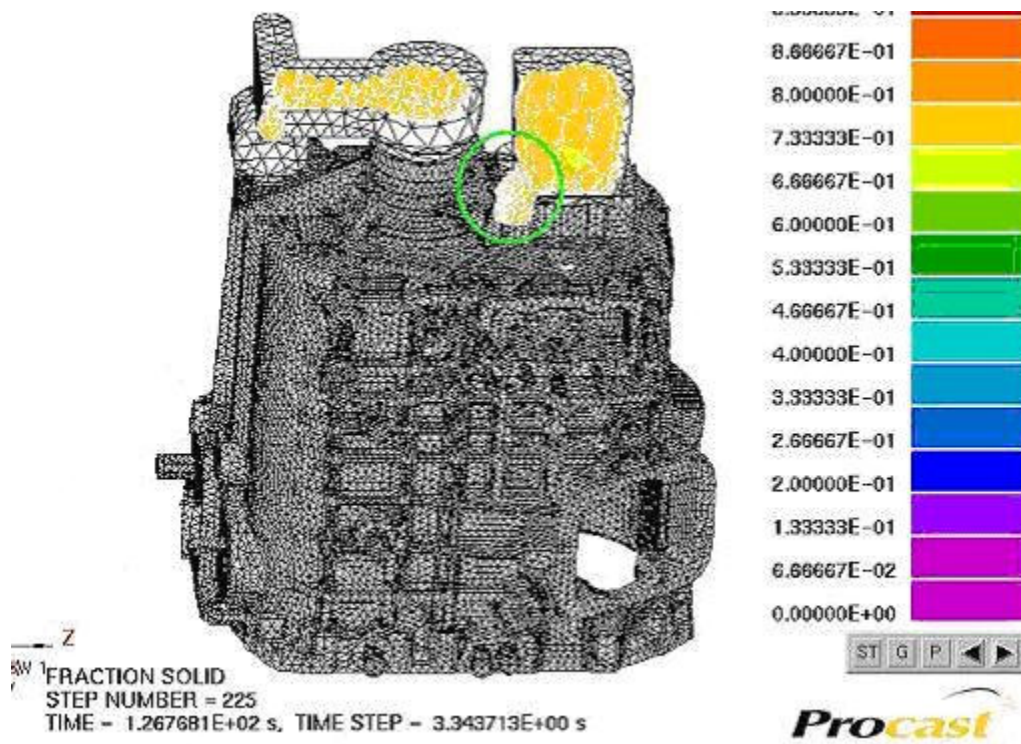 8.66667E-01
8.00000E-01
7.33333E-01
6.66667E-01
6.00000E-01
5.33333E-01
4.66667E-01
4.00000E-01
3.33333E-01
2.66667E-01
2.00000E-01
1.33333E-01
6.66667E-02
0.00000E+00
Z
ST G P
FRACTION SOLID
STEP NUMBER = 225
TIME = 1.267681E+02 s, TIME STEP = 3.343713E+00 s
Procast